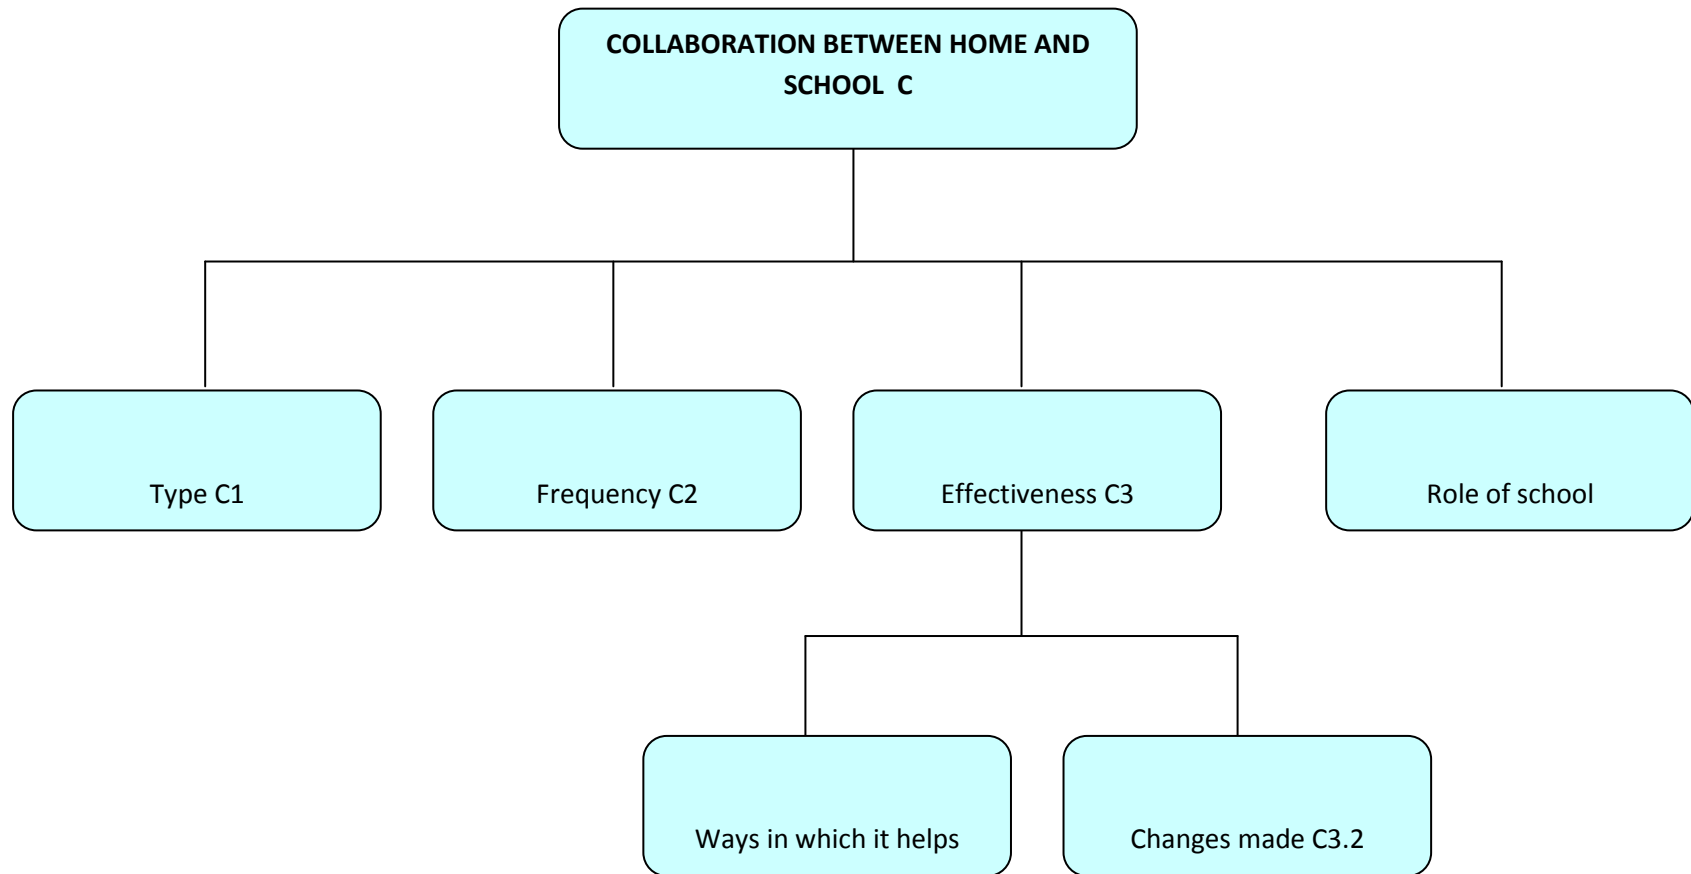 COLLABORATION BETWEEN HOME AND
SCHOOL C
Type C1
Frequency C2
Effectiveness C3
Role of school
Ways in which it helps
Changes made C3.2